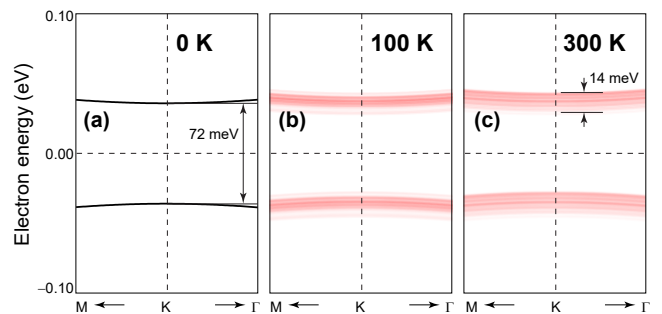 0.10
0 K
100 K
300 K
14 meV
(a)
(b)
(c)
72 meV
0.00
Electron energy (eV)
–0.10
M K Γ
M K Γ
M K Γ